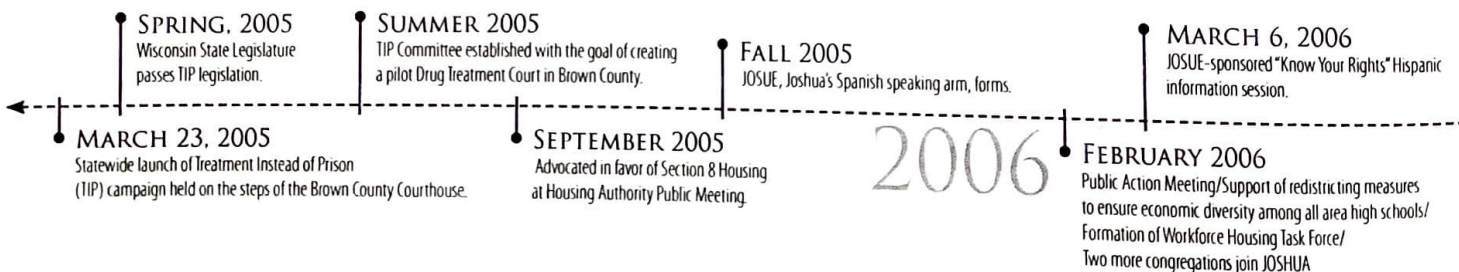 SPRING, 2005
Wisconsin State Legislature
passes TIP legislation.
SUMMER 2005
TIP Committee established with the goal of creating
a pilot Drug Treatment Court in Brown County.
FALL 2005
JOSUE, Joshua's Spanish speaking arm, forms.
MARCH 6, 2006
JOSUE-sponsored "Know Your Rights" Hispanic
information session.
MARCH 23, 2005
Statewide launch of Treatment Instead of Prison
(TIP) campaign held on the steps of the Brown County Courthouse.
SEPTEMBER 2005
Advocated in favor of Section 8 Housing
at Housing Authority Public Meeting.
2006
FEBRUARY 2006
Public Action Meeting/Support of redistricting measures
to ensure economic diversity among all area high schools/
Formation of Workforce Housing Task Force/
Two more congregations join JOSHUA